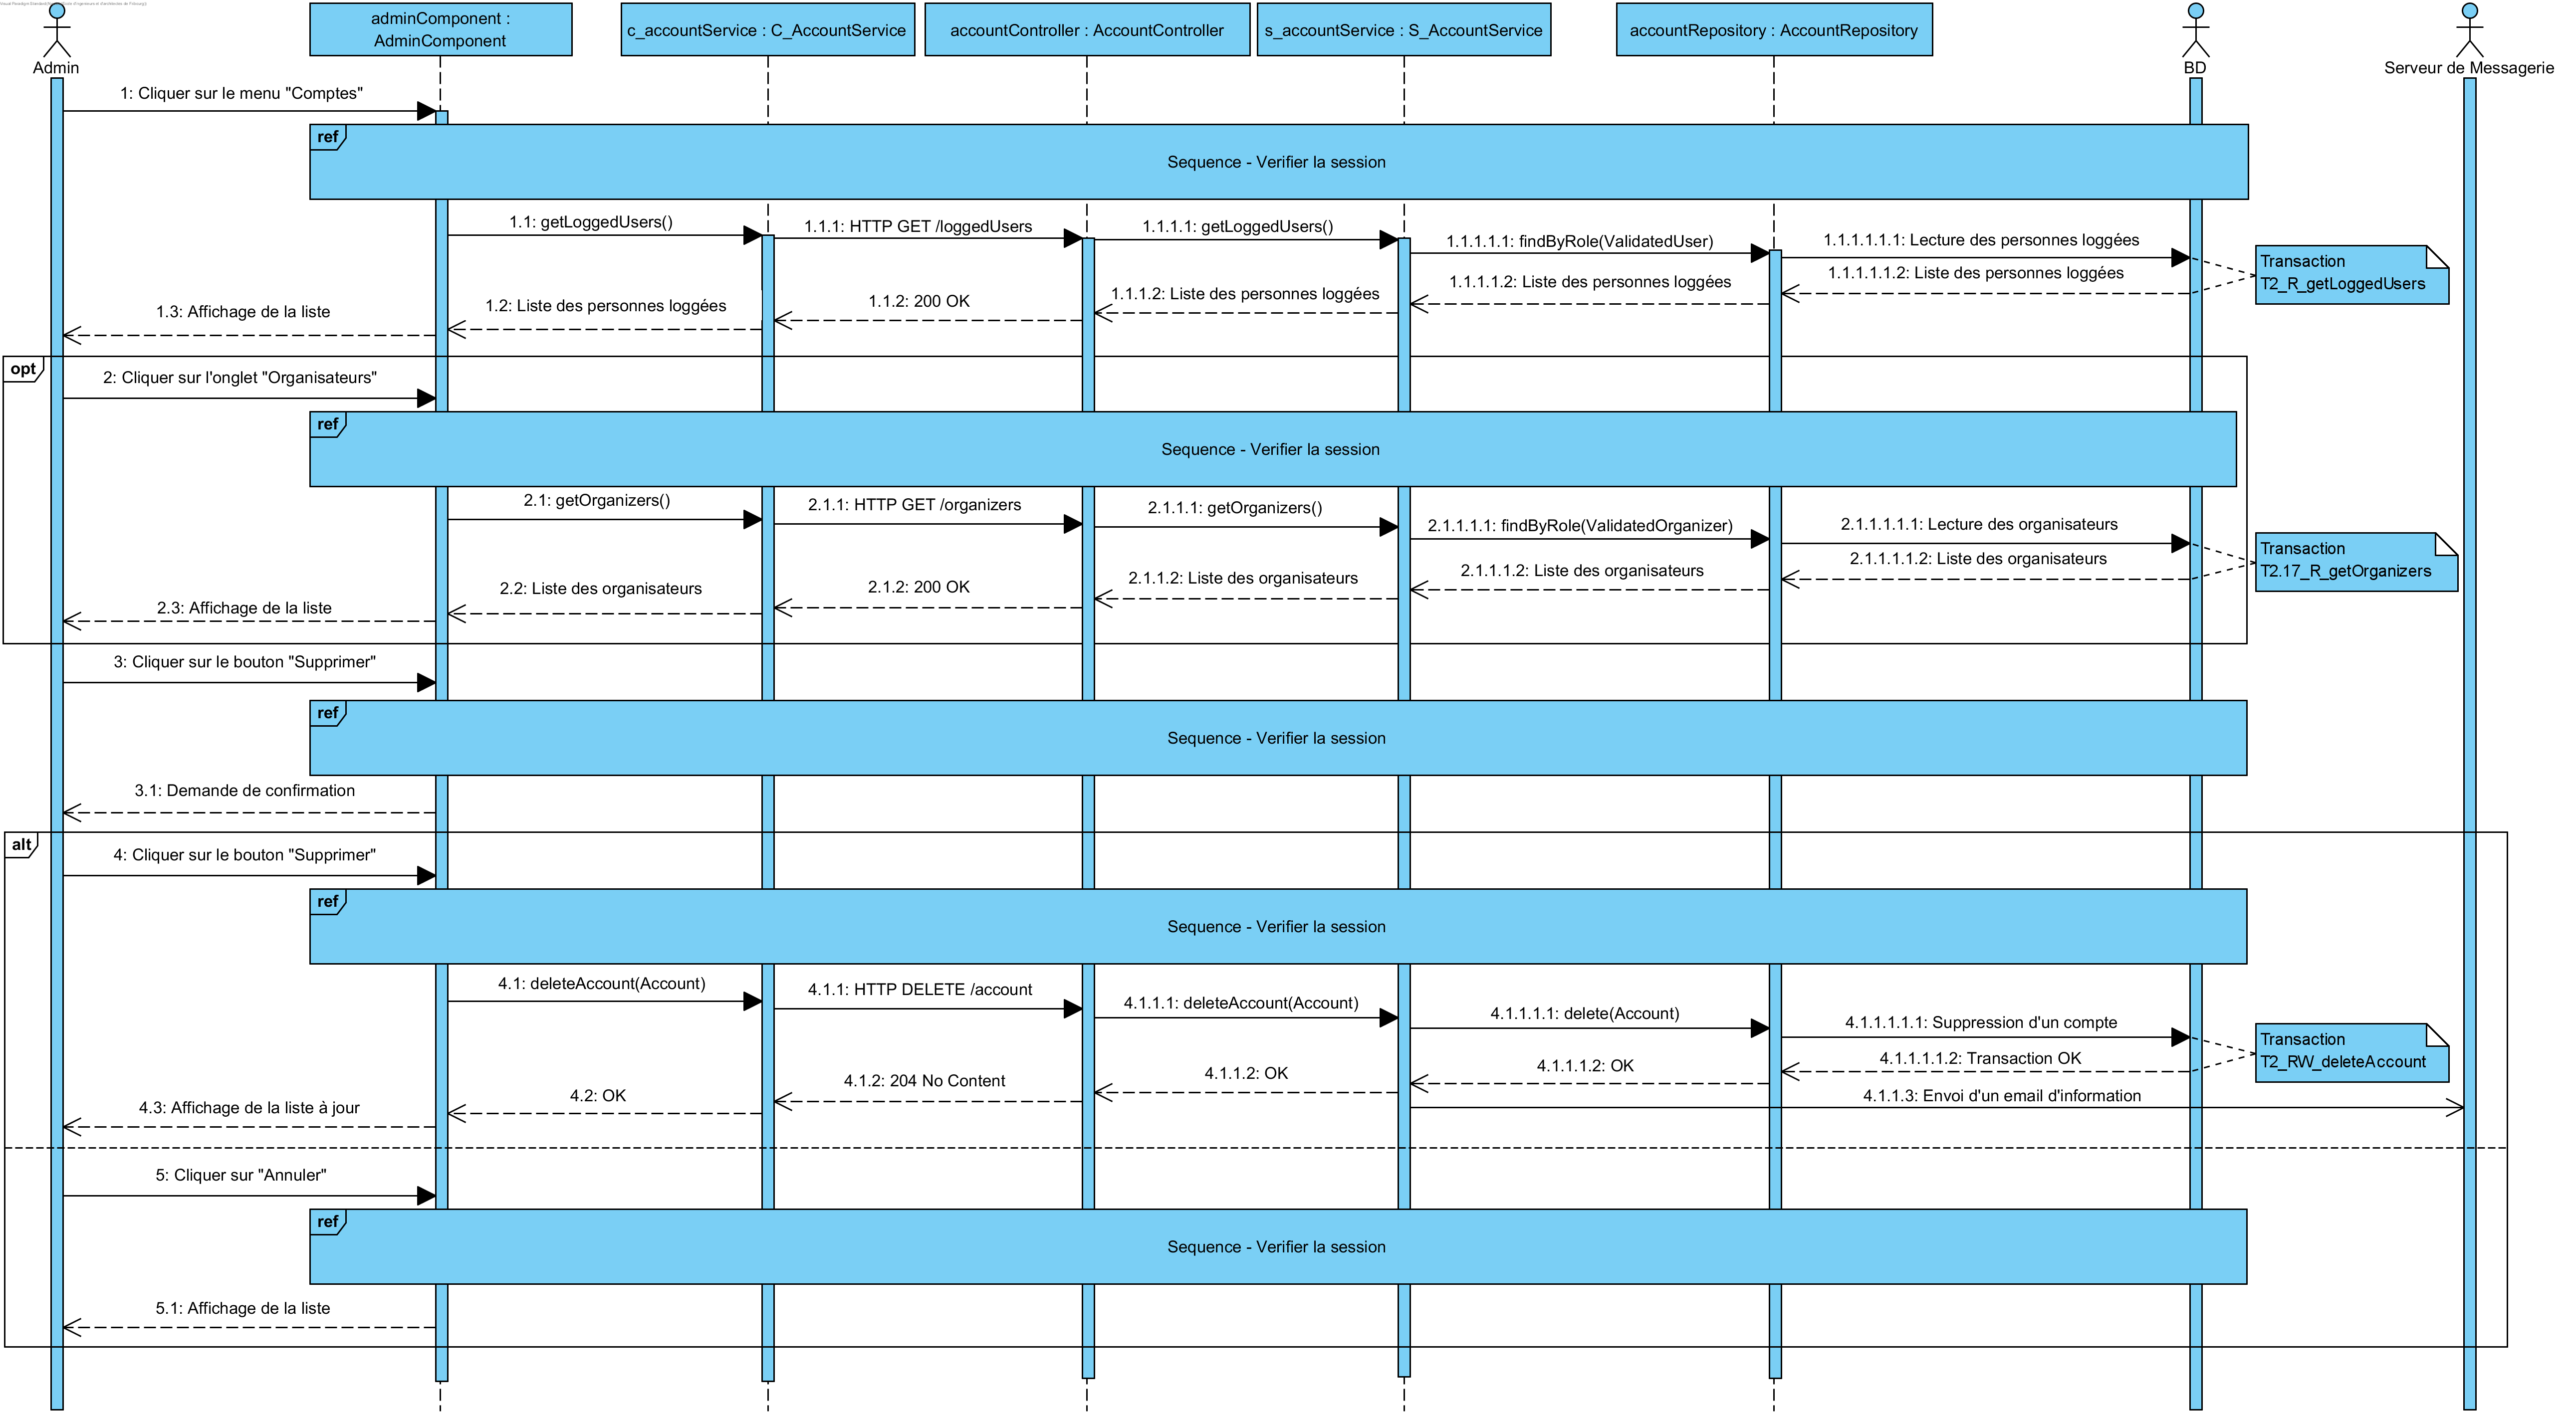 Admin
adminComponent :
AdminComponent
c_accountService : C_AccountService
accountController : AccountController
s_accountService : S_AccountService
accountRepository : AccountRepository
BD
Serveur de Messagerie
1: Cliquer sur le menu "Comptes"
ref
Sequence - Verifier la session
1.1: getLoggedUsers()
1.1.1: HTTP GET /loggedUsers
1.1.1.1: getLoggedUsers()
1.1.1.1.1: findByRole(ValidatedUser)
1.1.1.1.1.1: Lecture des personnes loggées
Transaction
T2_R_getLoggedUsers
1.1.1.1.1.2: Liste des personnes loggées
1.1.1.1.2: Liste des personnes loggées
1.1.1.2: Liste des personnes loggées
1.1.2: 200 OK
1.2: Liste des personnes loggées
1.3: Affichage de la liste
opt
2: Cliquer sur l'onglet "Organisateurs"
ref
Sequence - Verifier la session
2.1: getOrganizers()
2.1.1: HTTP GET /organizers
2.1.1.1: getOrganizers()
2.1.1.1.1: findByRole(ValidatedOrganizer)
2.1.1.1.1.1: Lecture des organisateurs
Transaction
T2.17_R_getOrganizers
2.1.1.1.1.2: Liste des organisateurs
2.1.1.1.2: Liste des organisateurs
2.1.1.2: Liste des organisateurs
2.1.2: 200 OK
2.2: Liste des organisateurs
2.3: Affichage de la liste
3: Cliquer sur le bouton "Supprimer"
ref
Sequence - Verifier la session
3.1: Demande de confirmation
alt
4: Cliquer sur le bouton "Supprimer"
ref
Sequence - Verifier la session
4.1: deleteAccount(Account)
4.1.1: HTTP DELETE /account
4.1.1.1: deleteAccount(Account)
4.1.1.1.1: delete(Account)
4.1.1.1.1.1: Suppression d'un compte
Transaction
T2_RW_deleteAccount
4.1.1.1.1.2: Transaction OK
4.1.1.1.2: OK
4.1.1.2: OK
4.1.2: 204 No Content
4.2: OK
4.1.1.3: Envoi d'un email d'information
4.3: Affichage de la liste à jour
5: Cliquer sur "Annuler"
ref
Sequence - Verifier la session
5.1: Affichage de la liste